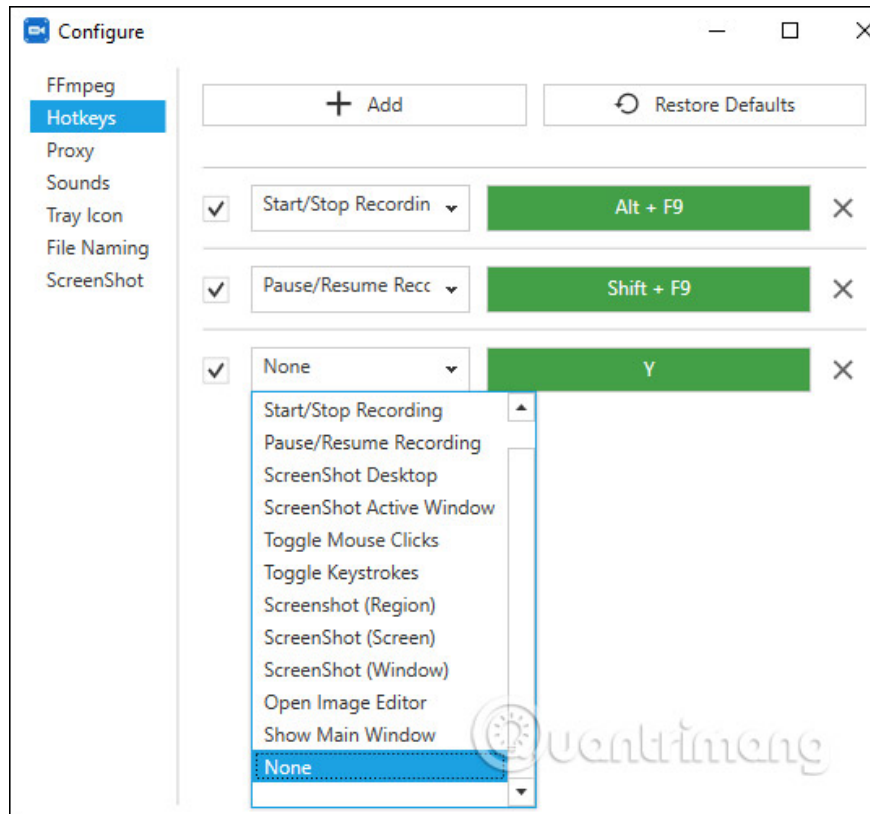 Configure
FFmpeg
Hotkeys
Proxy
Sounds
Tray Icon
File Naming
ScreenShot
Add
Restore Defaults
Start/Stop Recordin
Alt + F9
Pause/Resume Recc
Shift + F9
None
Y
Start/Stop Recording
Pause/Resume Recording
ScreenShot Desktop
ScreenShot Active Window
Toggle Mouse Clicks
Toggle Keystrokes
Screenshot (Region)
ScreenShot (Screen)
ScreenShot (Window)
Open Image Editor
Show Main Window
None
Quantrimang